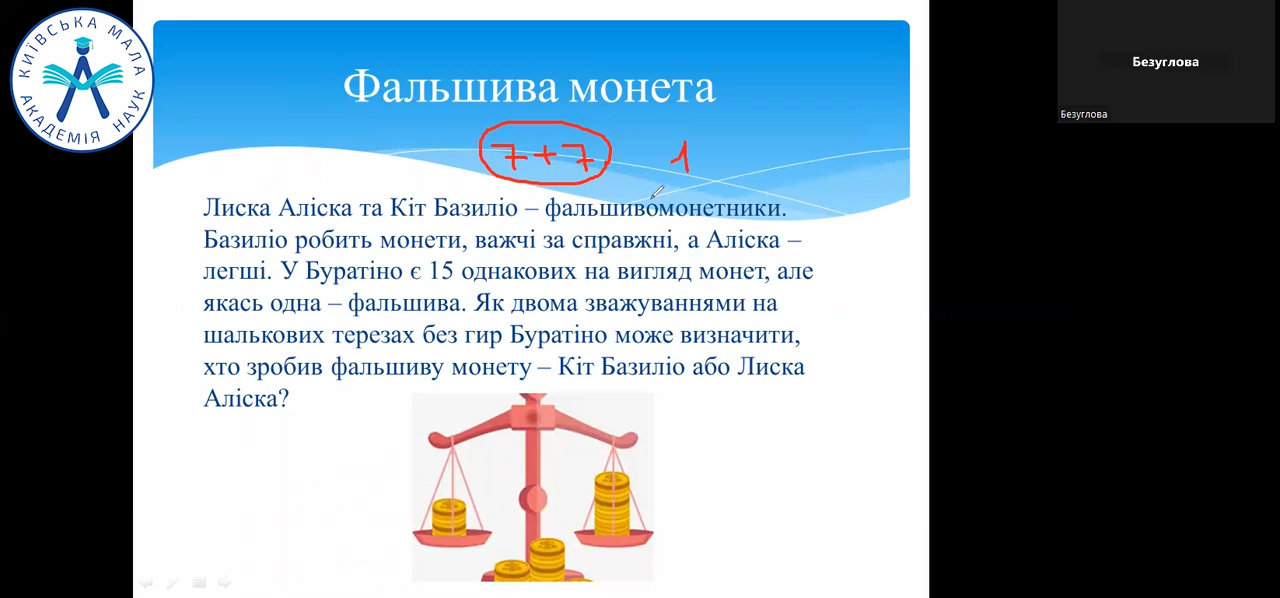 КИЇВСЬКА МАЛА
АКАДЕМІЯ НАУК
Фальшива монета
7+7 1
Лиска Аліска та Кіт Базиліо – фальшивомонетники.
Базиліо робить монети, важчі за справжні, а Аліска –
легші. У Буратіно є 15 однакових на вигляд монет, але
якась одна – фальшива. Як двома зважуваннями на
шалькових терезах без гир Буратіно може визначити,
хто зробив фальшиву монету – Кіт Базиліо або Лиска
Аліска?
Безуглова
Безуглова